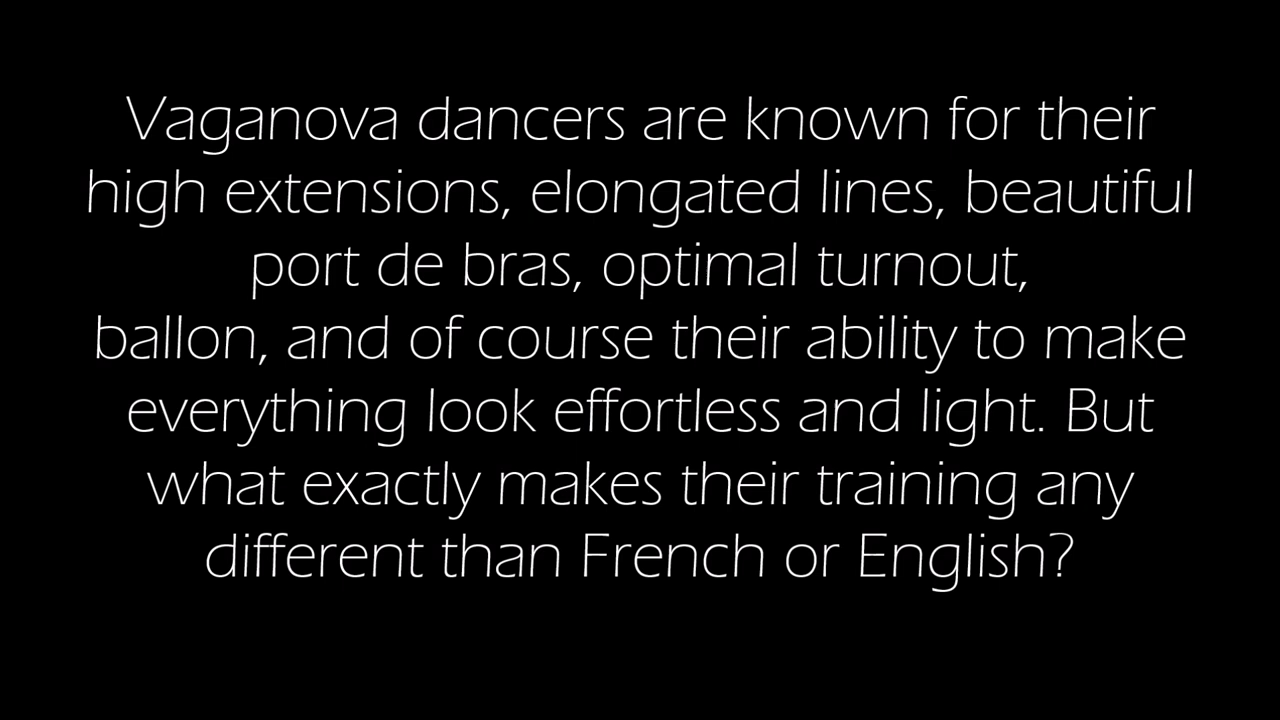 Vaganova dancers are known for their
high extensions, elongated lines, beautiful
port de bras, optimal turnout,
ballon, and of course their ability to make
everything look effortless and light. But
what exactly makes their training any
different than French or English?